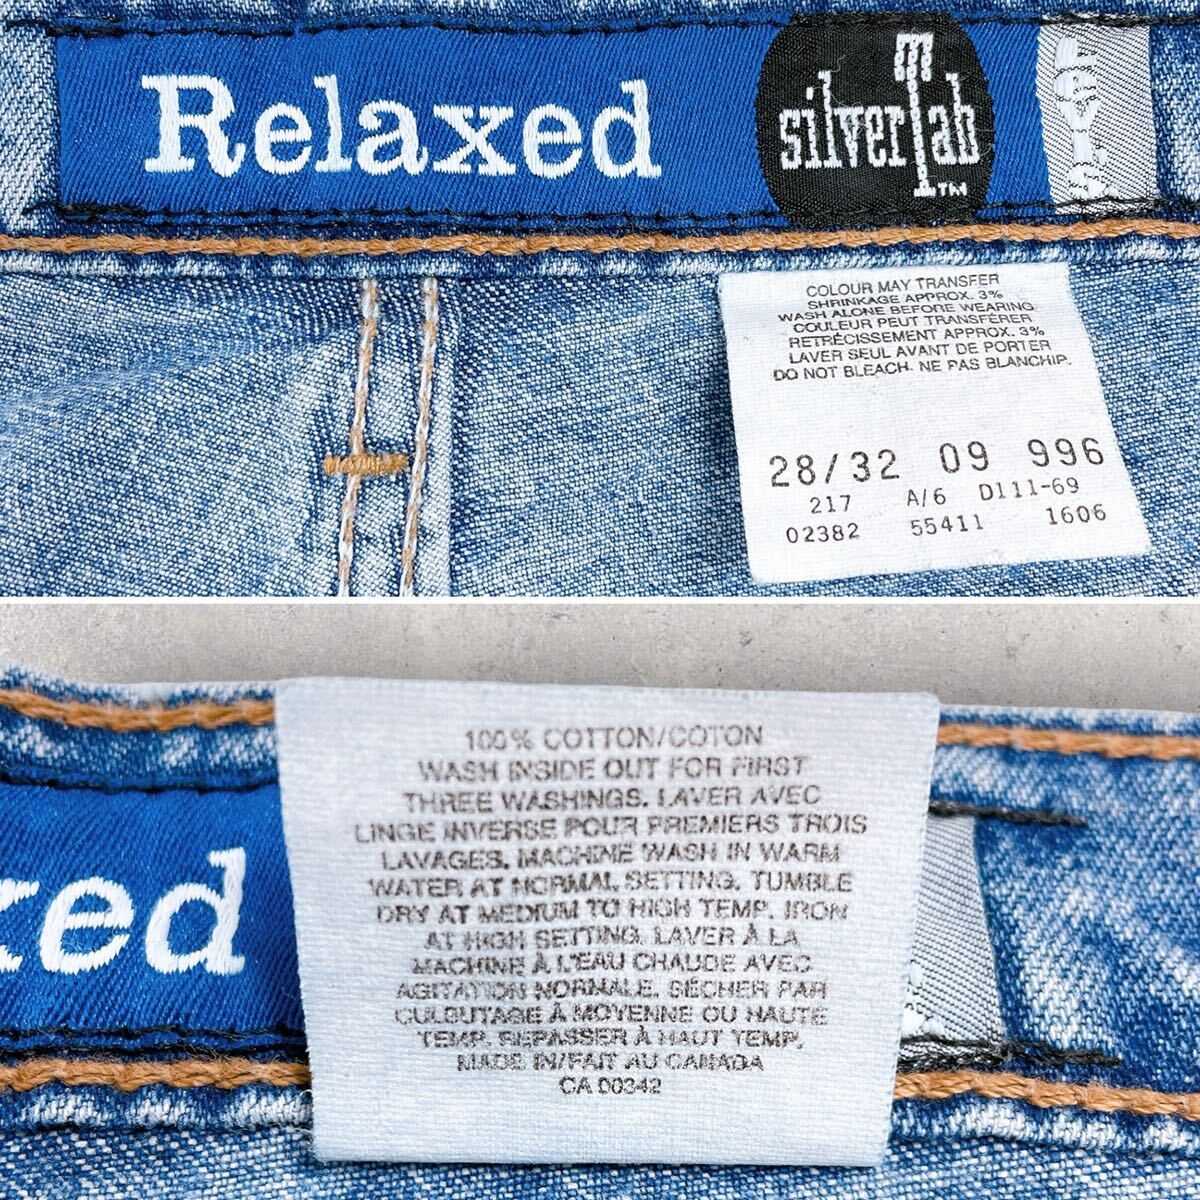 Relaxed
silverTab™
COLOUR MAY TRANSFER
SHRINKAGE APPROX. 3%
WASH ALONE BEFORE WEARING
COULEUR PEUT TRANSFÉRER
RETRÉCISSEMENT APPROX. 3%
LAVER SEUL AVANT DE PORTER
DO NOT BLEACH. NE PAS BLANCHIR.
28/32 09 996
217 A/6 D111-69
02382 55411 1606
xed
100% COTTON/COTON
WASH INSIDE OUT FOR FIRST
THREE WASHINGS. LAVER AVEC
LINGE INVERSE POUR PREMIERS TROIS
LAVAGES. MACHINE WASH IN WARM
WATER AT NORMAL SETTING. TUMBLE
DRY AT MEDIUM TO HIGH TEMP. IRON
AT HIGH SETTING. LAVER À LA
MACHINE À L'EAU CHAUDE AVEC
AGITATION NORMALE. SÉCHER PAR
CULBUTAGE À MOYENNE OU HAUTE
TEMP. REPASSER À HAUT TEMP.
MADE IN/FAIT AU CANADA
CA 00342